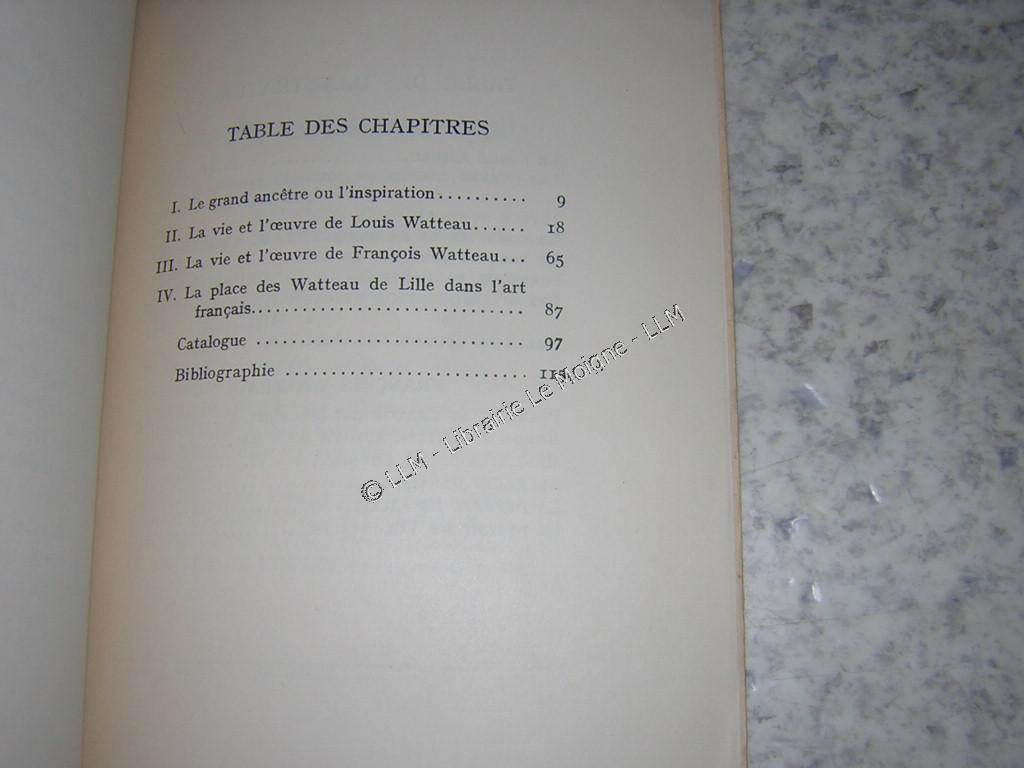 TABLE DES CHAPITRES
I. Le grand ancêtre ou l'inspiration.......... 9
II. La vie et l'œuvre de Louis Watteau...... 18
III. La vie et l'œuvre de François Watteau... 65
IV. La place des Watteau de Lille dans l'art
français.............................. 87
Catalogue ............................. 97
Bibliographie ..........................
© LLM - Librairie Le Moigne - LLM